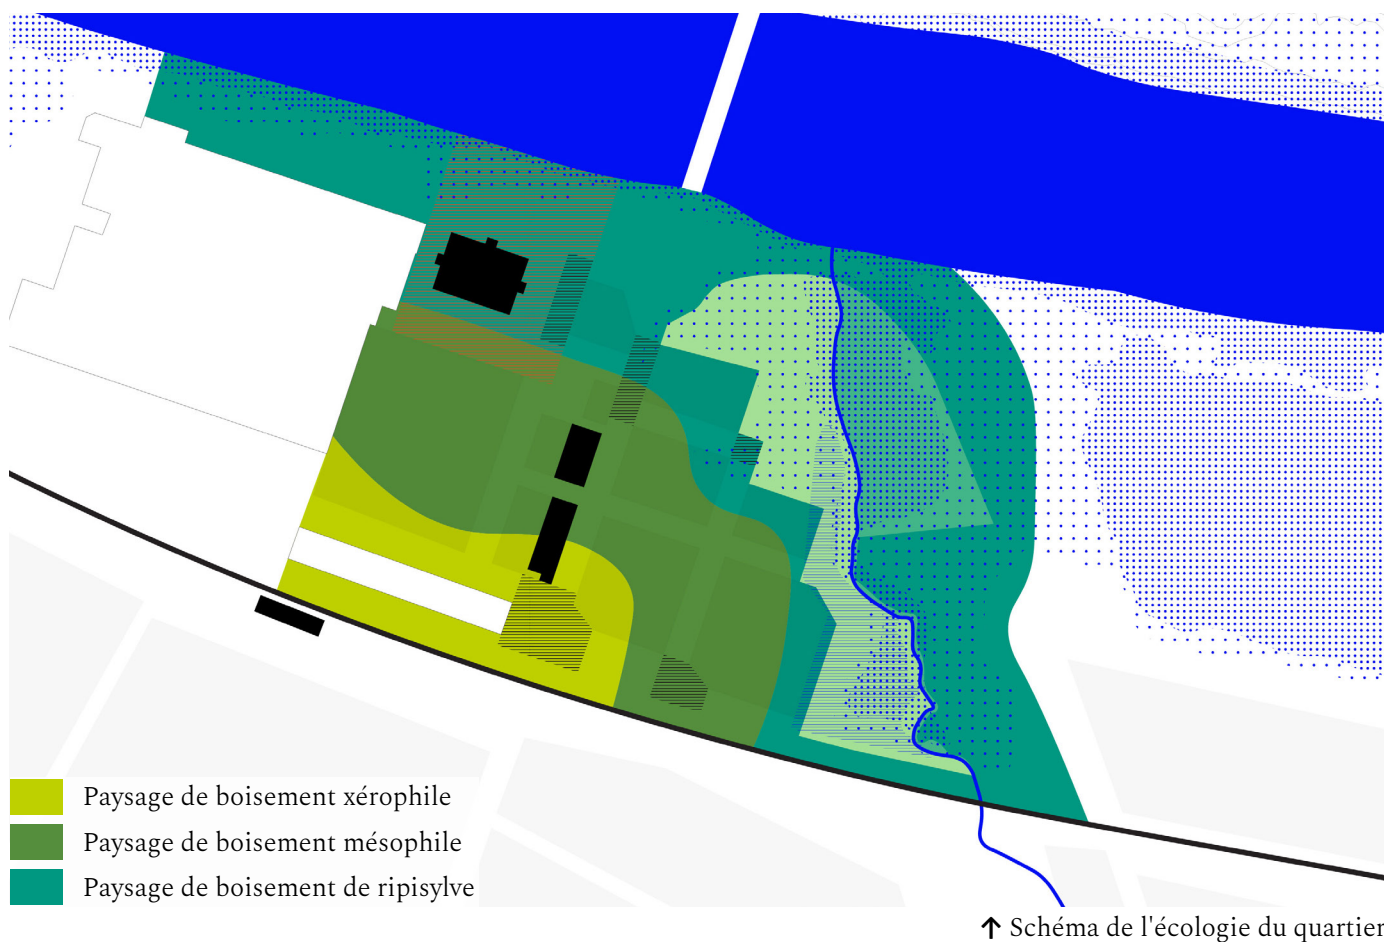 Paysage de boisement xérophile
Paysage de boisement mésophile
Paysage de boisement de ripisylve
↑ Schéma de l'écologie du quartier